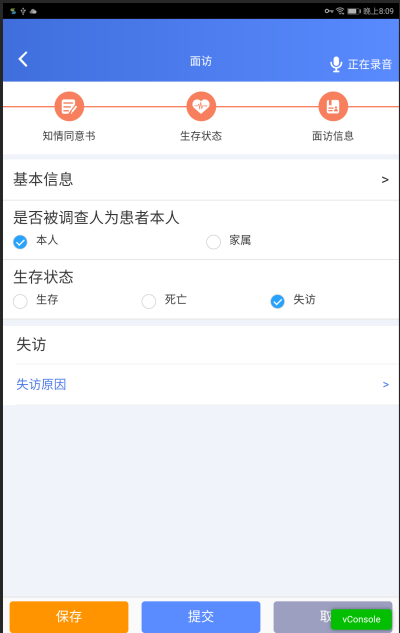 晚上8:09
面访
正在录音
知情同意书 生存状态 面访信息
基本信息 >
是否被调查人为患者本人
本人 家属
生存状态
生存 死亡 失访
失访
失访原因 >
保存 提交 取
vConsole